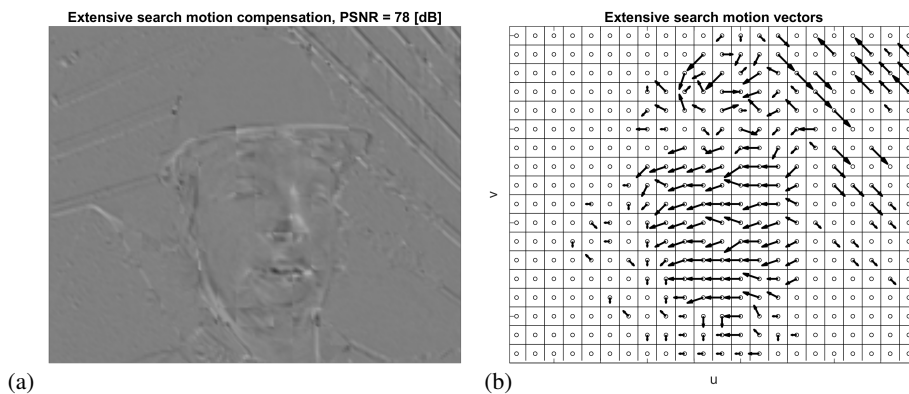 Extensive search motion compensation, PSNR = 78 [dB]
Extensive search motion vectors
v
(a)
(b)
u